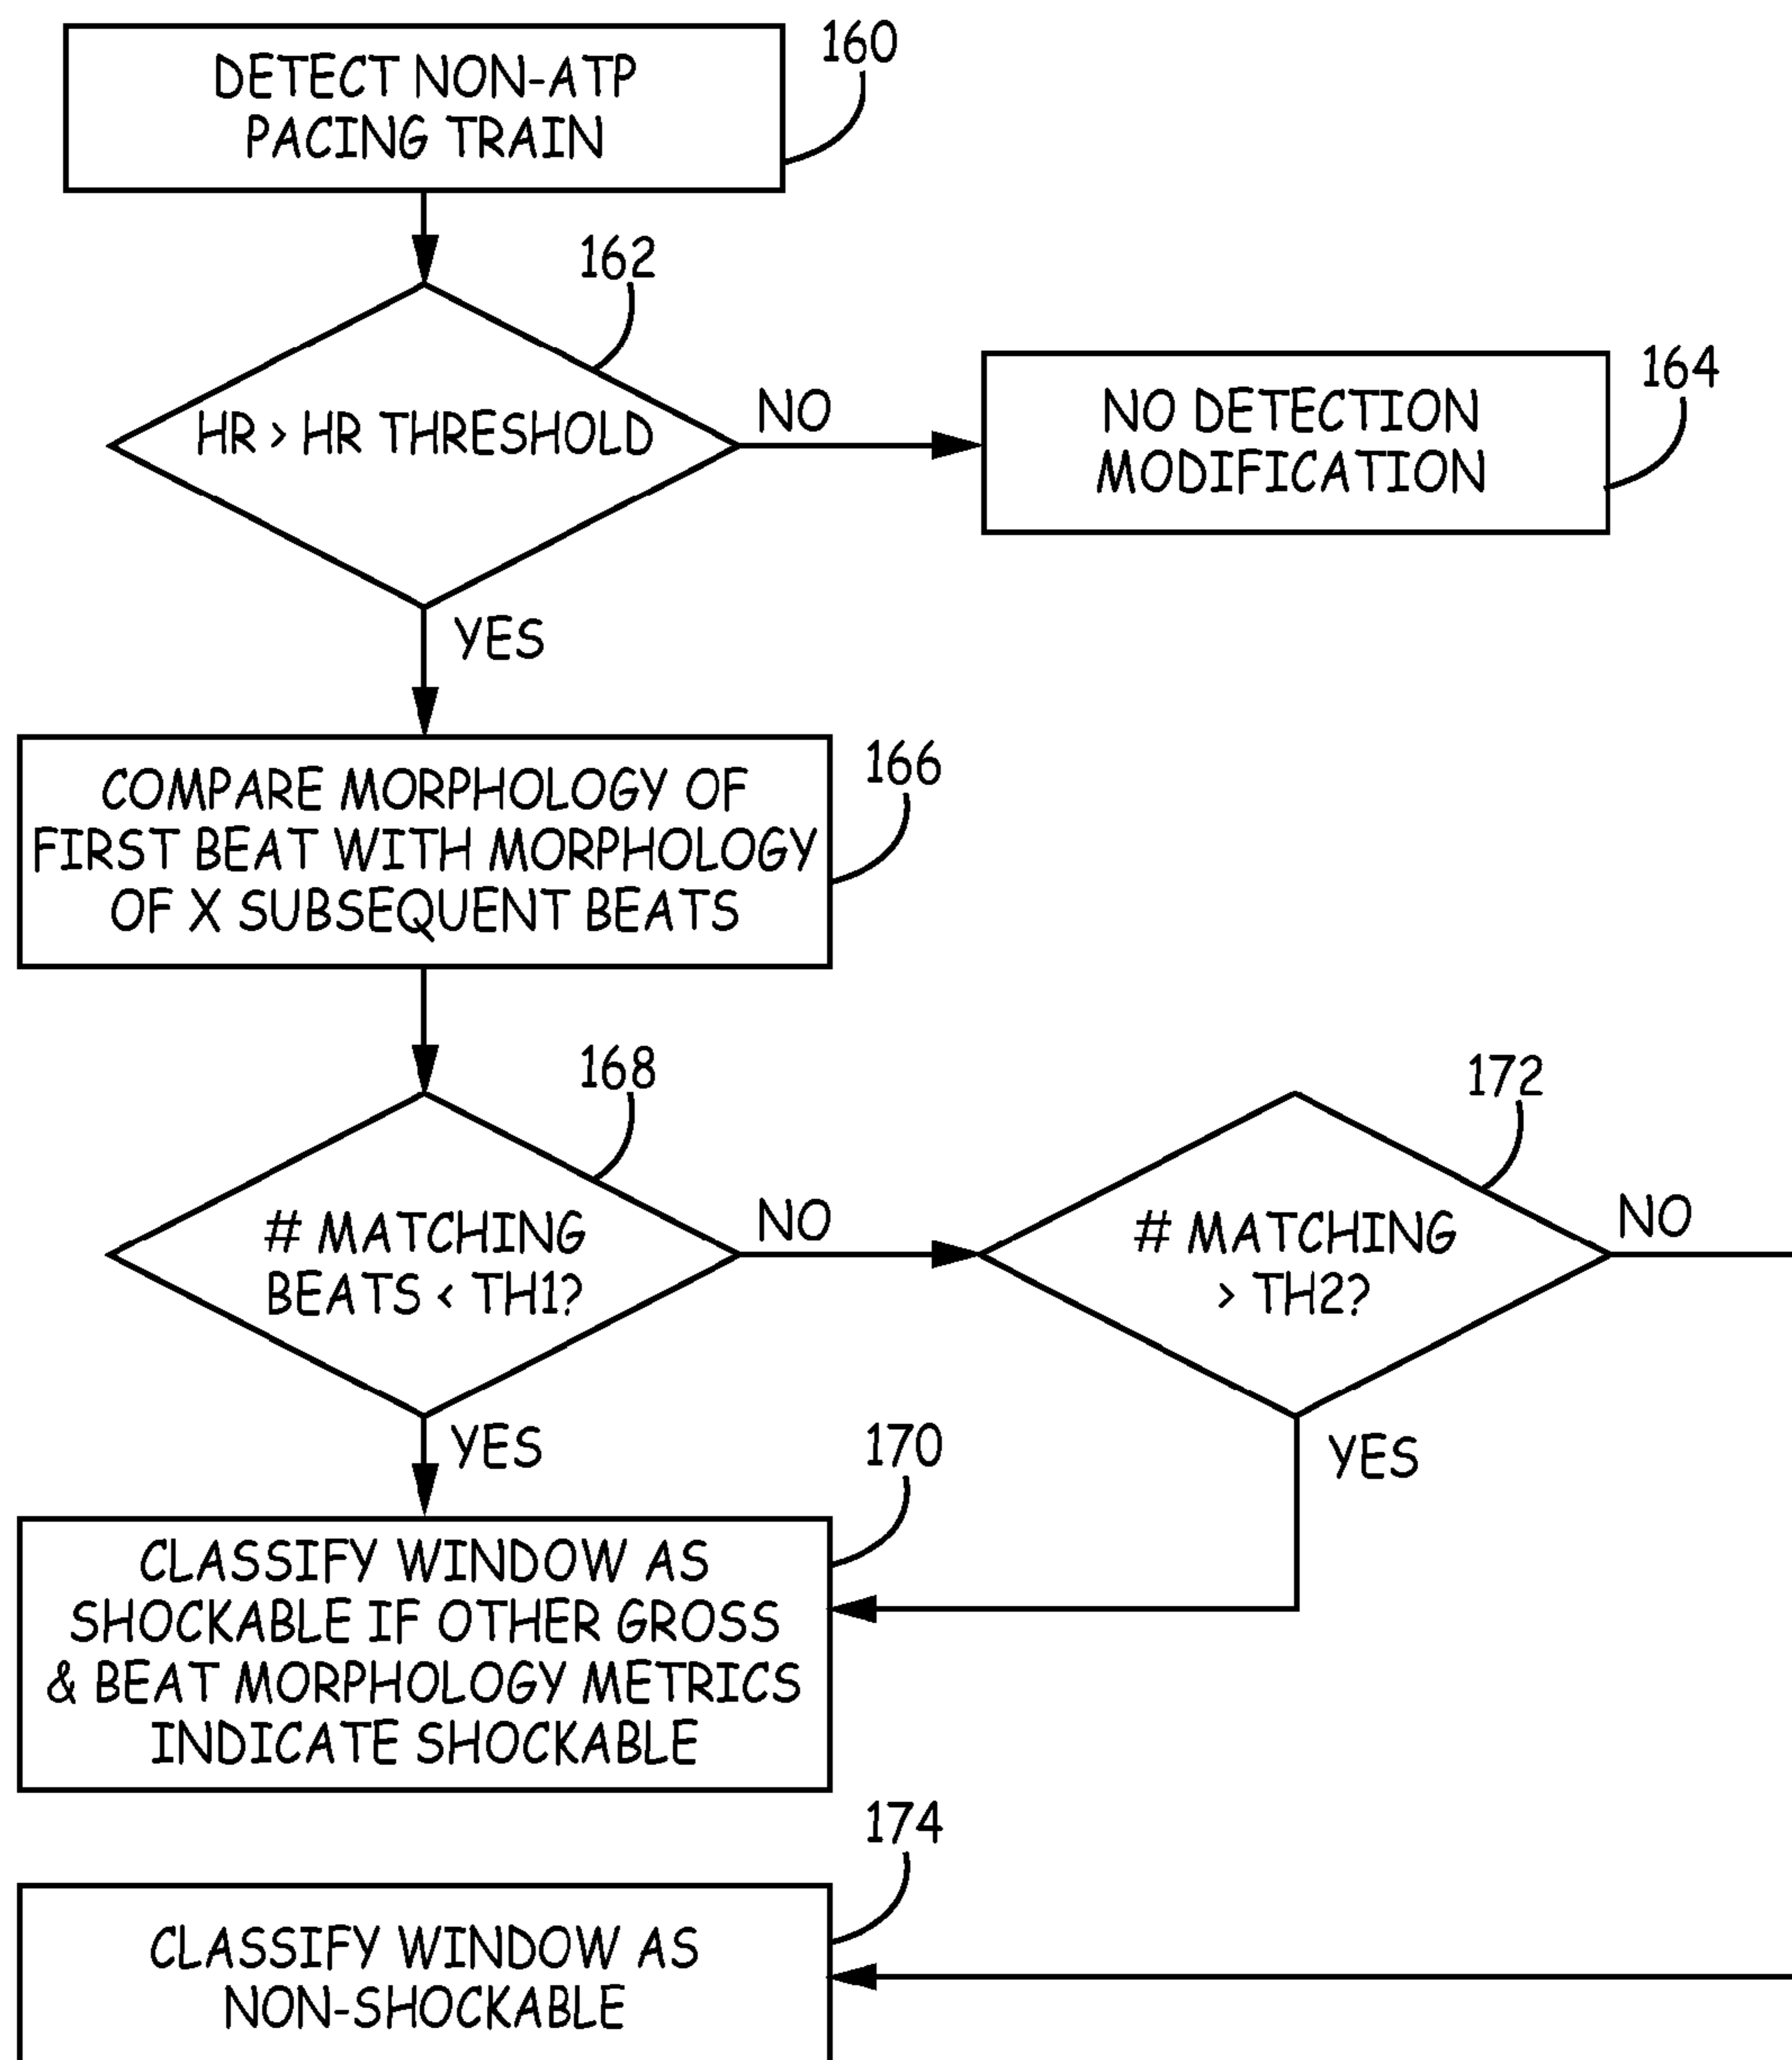 160
DETECT NON-ATP
PACING TRAIN
162
HR > HR THRESHOLD
NO
164
NO DETECTION
MODIFICATION
YES
166
COMPARE MORPHOLOGY OF
FIRST BEAT WITH MORPHOLOGY
OF X SUBSEQUENT BEATS
168
# MATCHING
BEATS < TH1?
NO
172
# MATCHING
> TH2?
NO
YES
YES
170
CLASSIFY WINDOW AS
SHOCKABLE IF OTHER GROSS
& BEAT MORPHOLOGY METRICS
INDICATE SHOCKABLE
174
CLASSIFY WINDOW AS
NON-SHOCKABLE